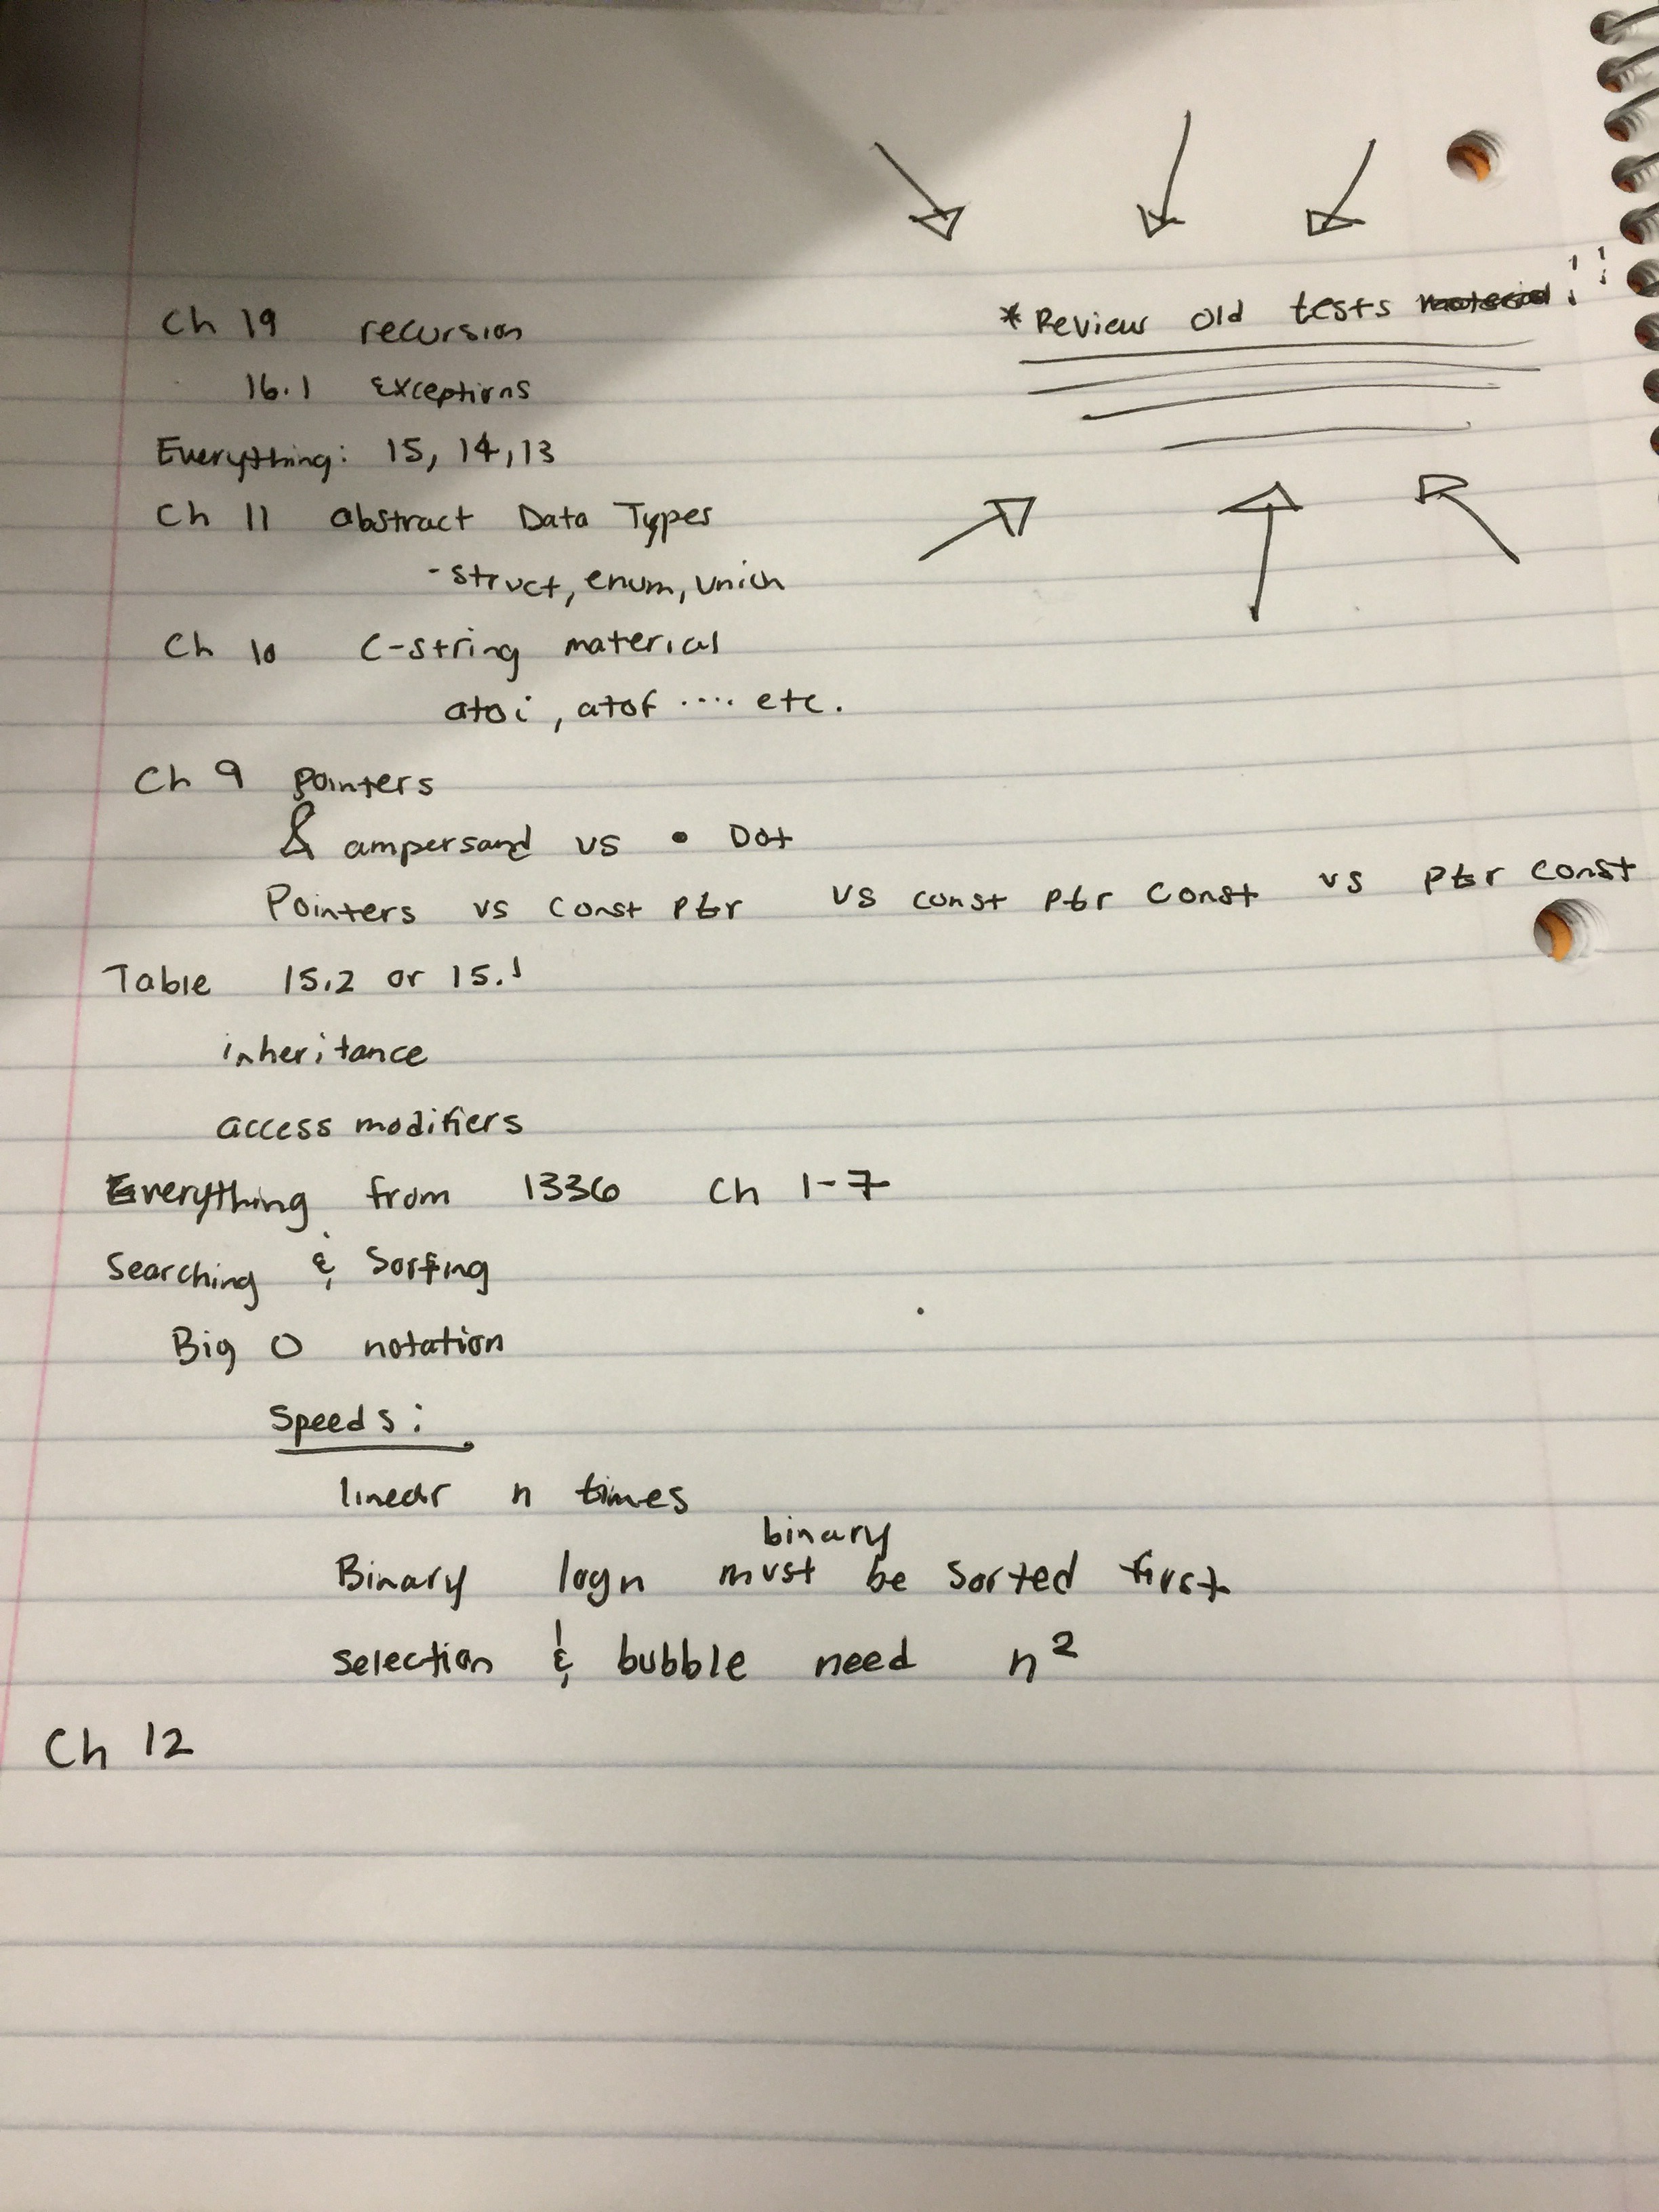 * Review old tests !!!
Ch 19 recursion
16.1 Exceptions
Everything: 15, 14, 13
Ch 11 abstract Data Types
- struct, enum, union
Ch 10 C-string material
atoi, atof .... etc.
Ch 9 Pointers
& ampersand vs • Dot
Pointers vs const ptr vs const ptr const vs ptr const
Table 15.2 or 15.1
inheritance
access modifiers
Everything from 1336 Ch 1-7
Searching & Sorting
Big O notation
Speeds:
linear n times
binary
Binary logn must be sorted first
selection & bubble need n²
Ch 12